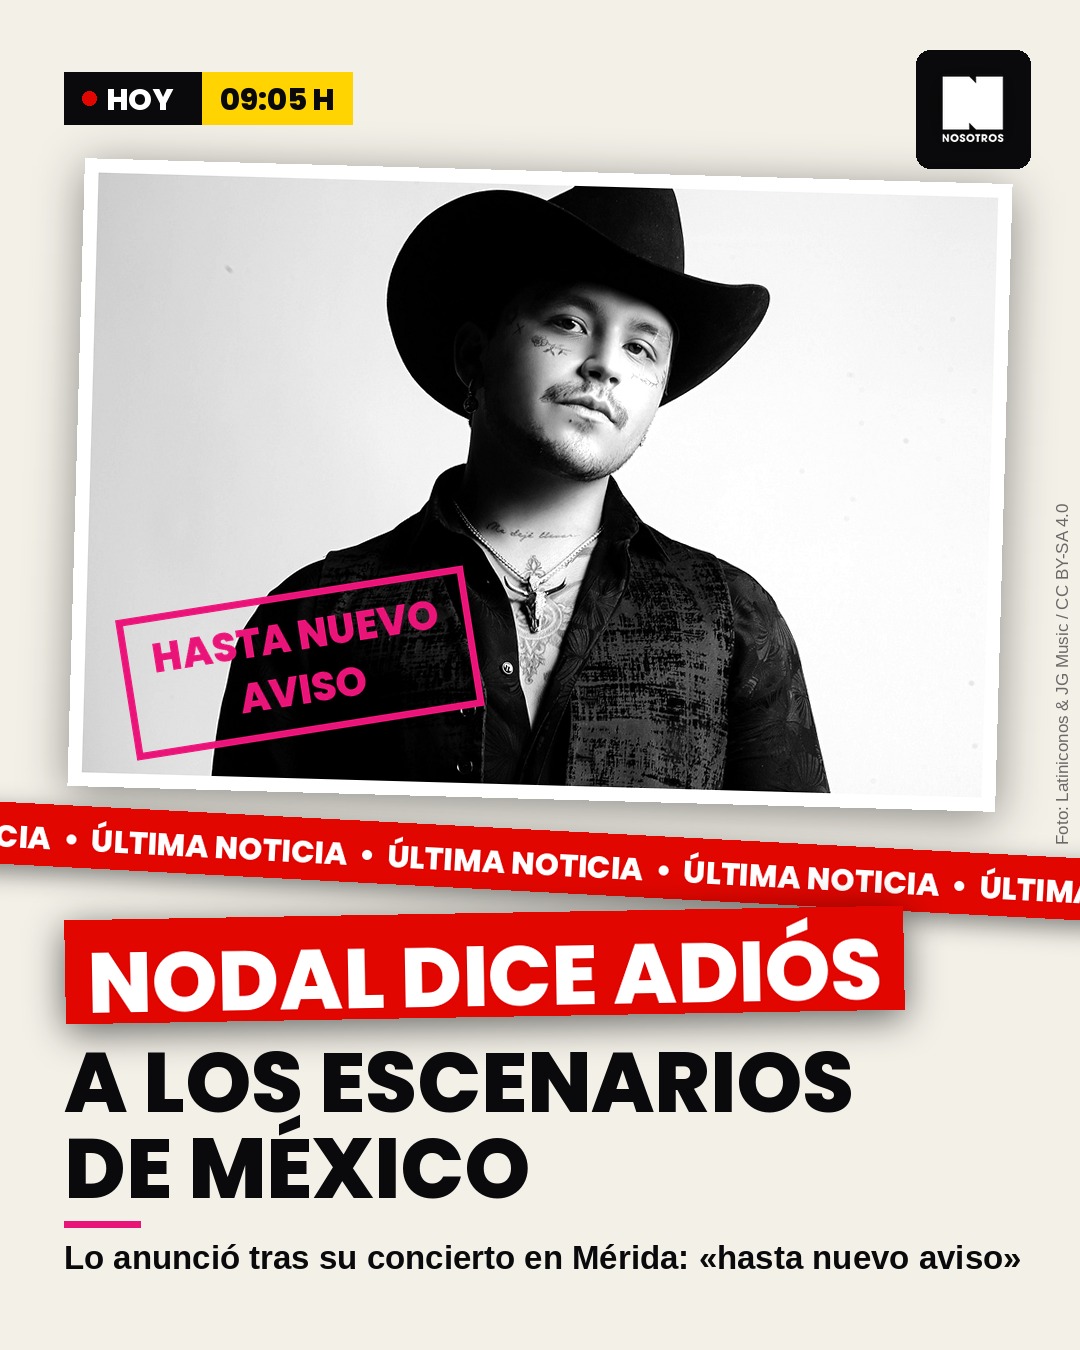 HOY 09:05 H
NOSOTROS
HASTA NUEVO
AVISO
Foto: Latiniconos & JG Music / CC BY-SA 4.0
CIA • ÚLTIMA NOTICIA • ÚLTIMA NOTICIA • ÚLTIMA NOTICIA • ÚLTIMA
NODAL DICE ADIÓS
A LOS ESCENARIOS
DE MÉXICO
Lo anunció tras su concierto en Mérida: «hasta nuevo aviso»